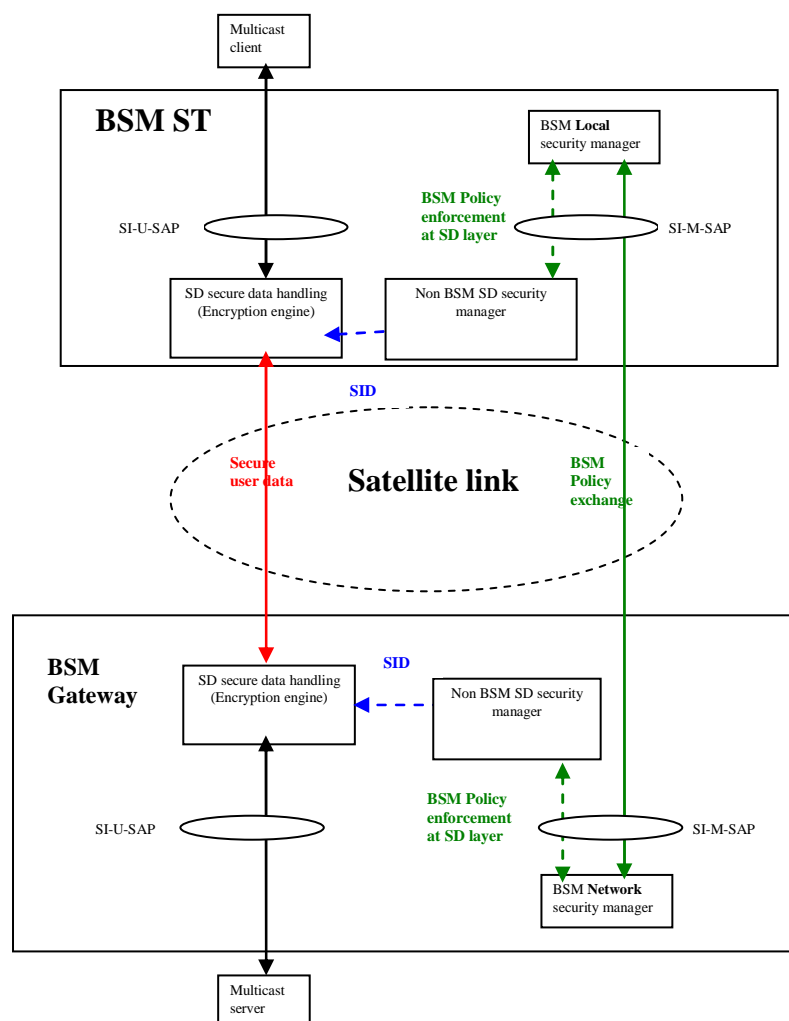 Multicast
client
BSM ST
BSM Local
security manager
BSM Policy
enforcement
at SD layer
SI-U-SAP
SI-M-SAP
SD secure data handling
(Encryption engine)
Non BSM SD security
manager
SID
Secure
user data
Satellite link
BSM
Policy
exchange
BSM
Gateway
SD secure data handling
(Encryption engine)
SID
Non BSM SD security
manager
BSM Policy
enforcement
at SD layer
SI-U-SAP
SI-M-SAP
BSM Network
security manager
Multicast
server